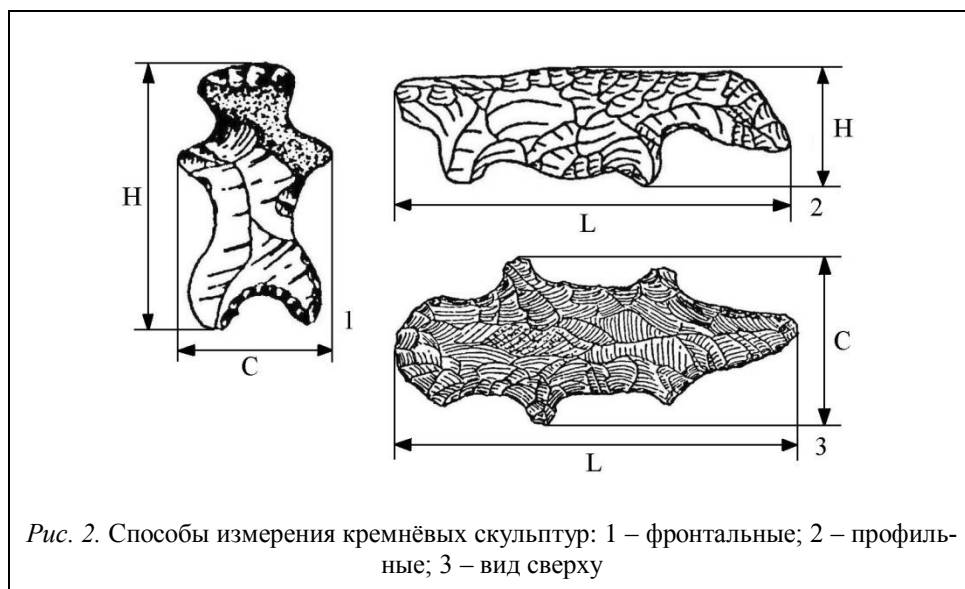 H
C
1
H
L
2
C
L
3
Рис. 2. Способы измерения кремнёвых скульптур: 1 – фронтальные; 2 – профиль-
ные; 3 – вид сверху